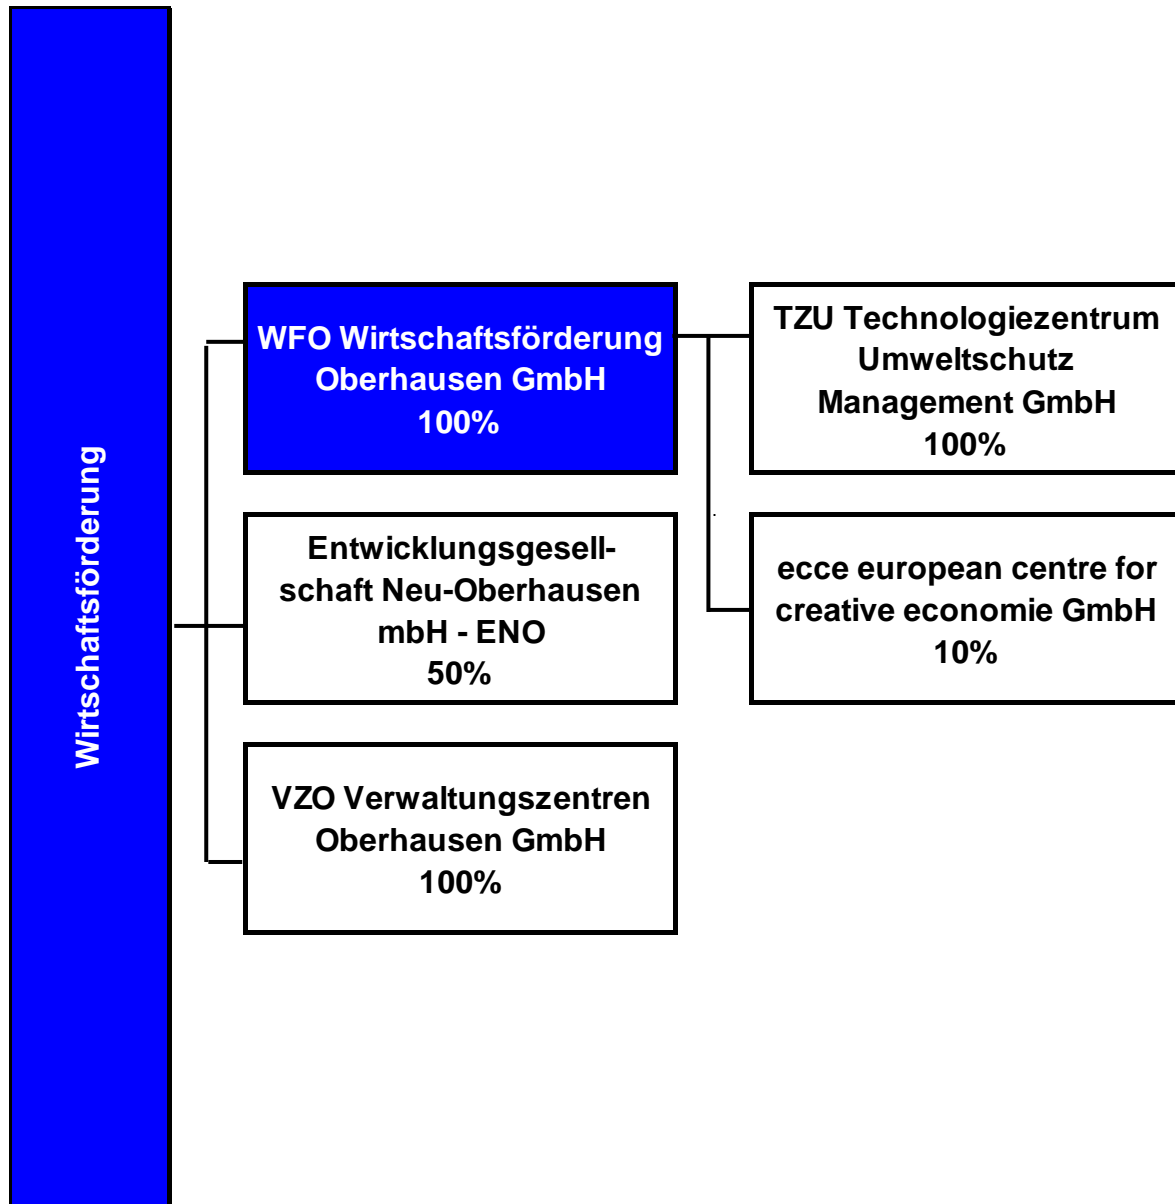 Wirtschaftsförderung
WFO Wirtschaftsförderung
Oberhausen GmbH
100%
TZU Technologiezentrum
Umweltschutz
Management GmbH
100%
Entwicklungsgesell-
schaft Neu-Oberhausen
mbH - ENO
50%
ecce european centre for
creative economie GmbH
10%
VZO Verwaltungszentren
Oberhausen GmbH
100%